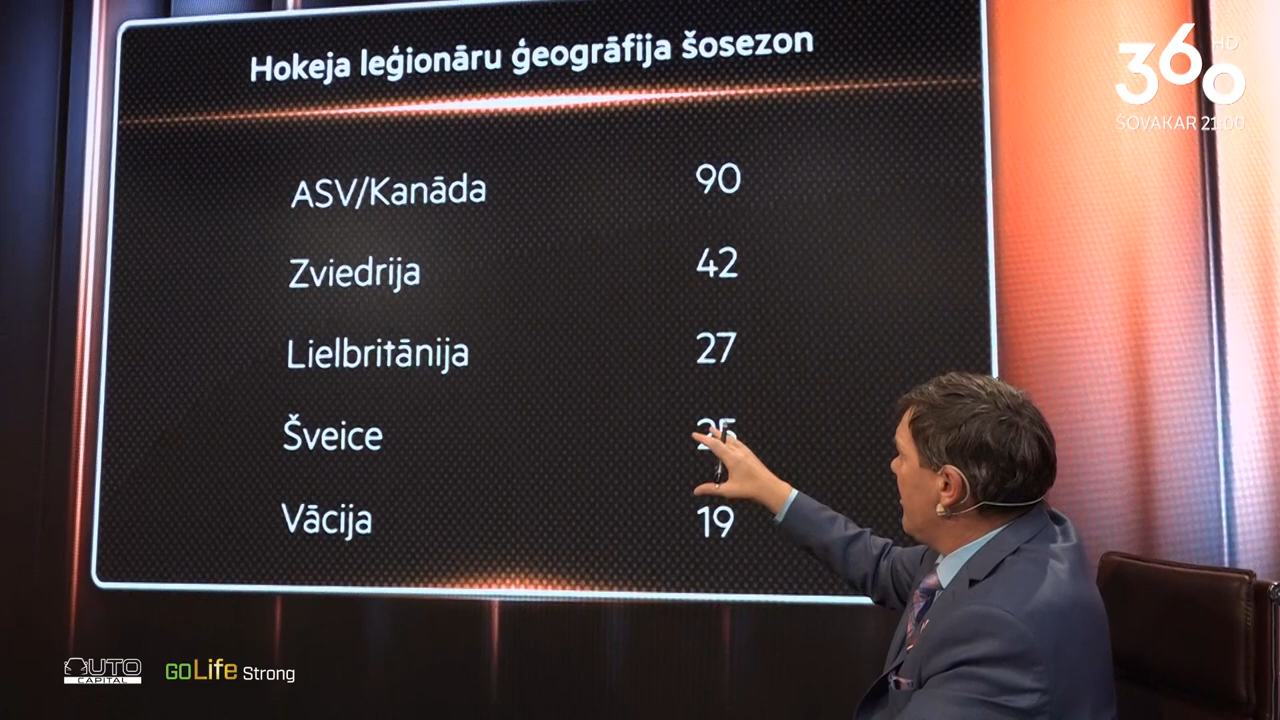 Hokeja leģionāru ģeogrāfija šosezon
ASV/Kanāda 90
Zviedrija 42
Lielbritānija 27
Šveice 25
Vācija 19
360 HD
ŠOVAKAR 21:00
AUTO
CAPITAL
GOLife Strong